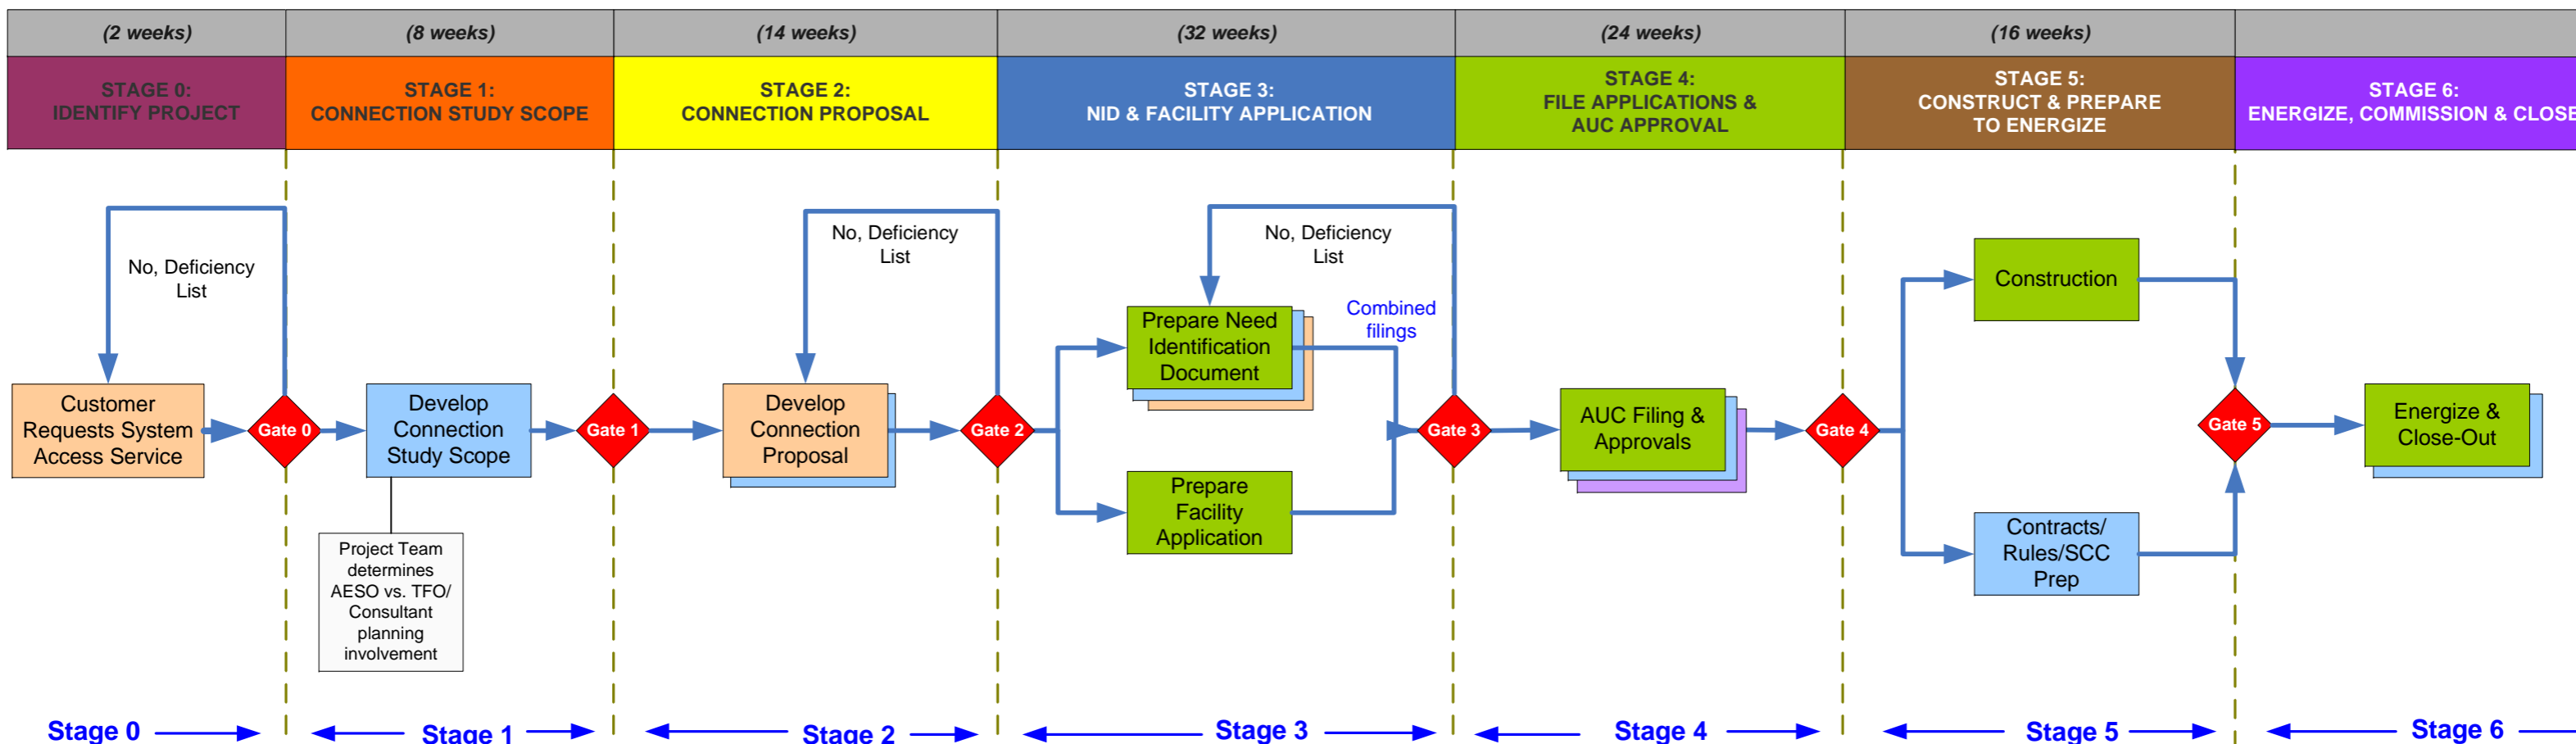 (2 weeks)
(8 weeks)
(14 weeks)
(32 weeks)
(24 weeks)
(16 weeks)
STAGE 0:
IDENTIFY PROJECT
STAGE 1:
CONNECTION STUDY SCOPE
STAGE 2:
CONNECTION PROPOSAL
STAGE 3:
NID & FACILITY APPLICATION
STAGE 4:
FILE APPLICATIONS &
AUC APPROVAL
STAGE 5:
CONSTRUCT & PREPARE
TO ENERGIZE
STAGE 6:
ENERGIZE, COMMISSION & CLOSE
No, Deficiency
List
Customer
Requests System
Access Service
Gate 0
Develop
Connection
Study Scope
Project Team
determines
AESO vs. TFO/
Consultant
planning
involvement
Gate 1
No, Deficiency
List
Develop
Connection
Proposal
Gate 2
No, Deficiency
List
Combined
filings
Prepare Need
Identification
Document
Prepare
Facility
Application
Gate 3
AUC Filing &
Approvals
Gate 4
Construction
Contracts/
Rules/SCC
Prep
Gate 5
Energize &
Close-Out
Stage 0
Stage 1
Stage 2
Stage 3
Stage 4
Stage 5
Stage 6